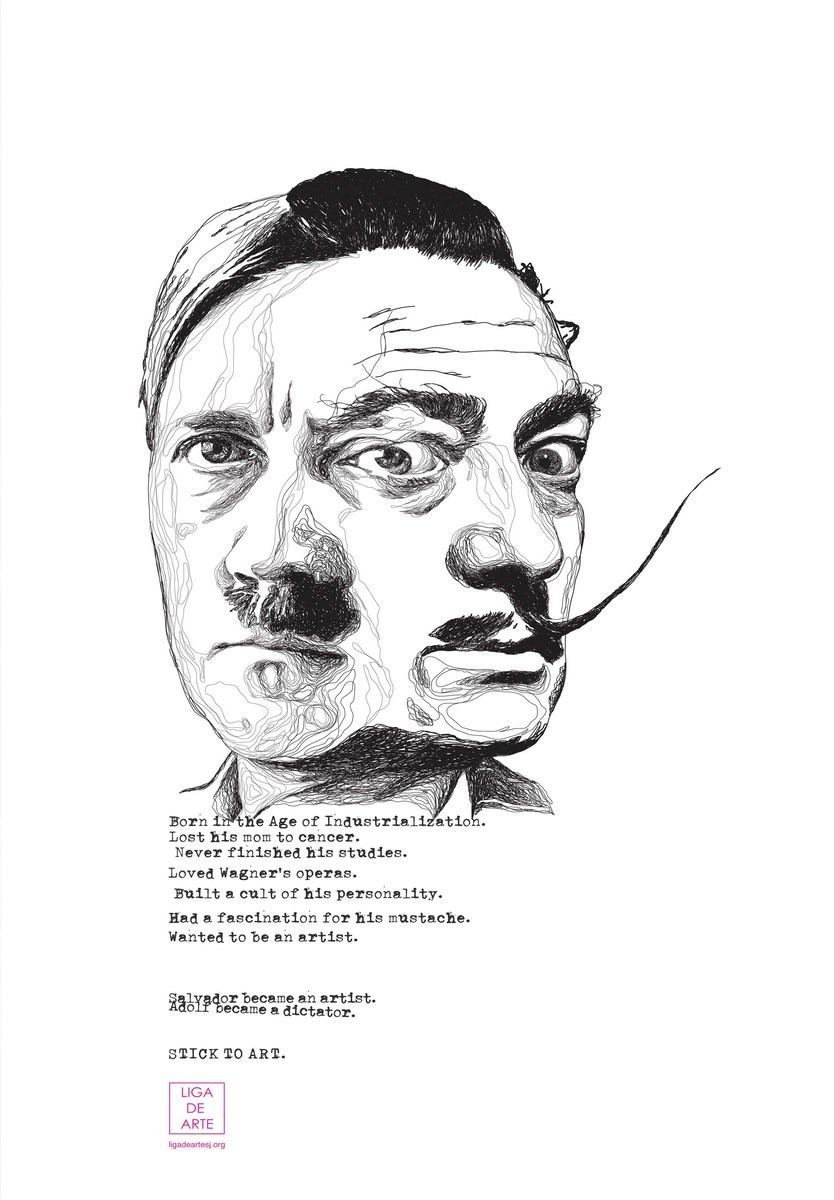 Born in the Age of Industrialization.
Lost his mom to cancer.
Never finished his studies.
Loved Wagner's operas.
Built a cult of his personality.
Had a fascination for his mustache.
Wanted to be an artist.
Salvador became an artist.
Adolf became a dictator.
STICK TO ART.
LIGA
DE
ARTE
ligadeartesj.org